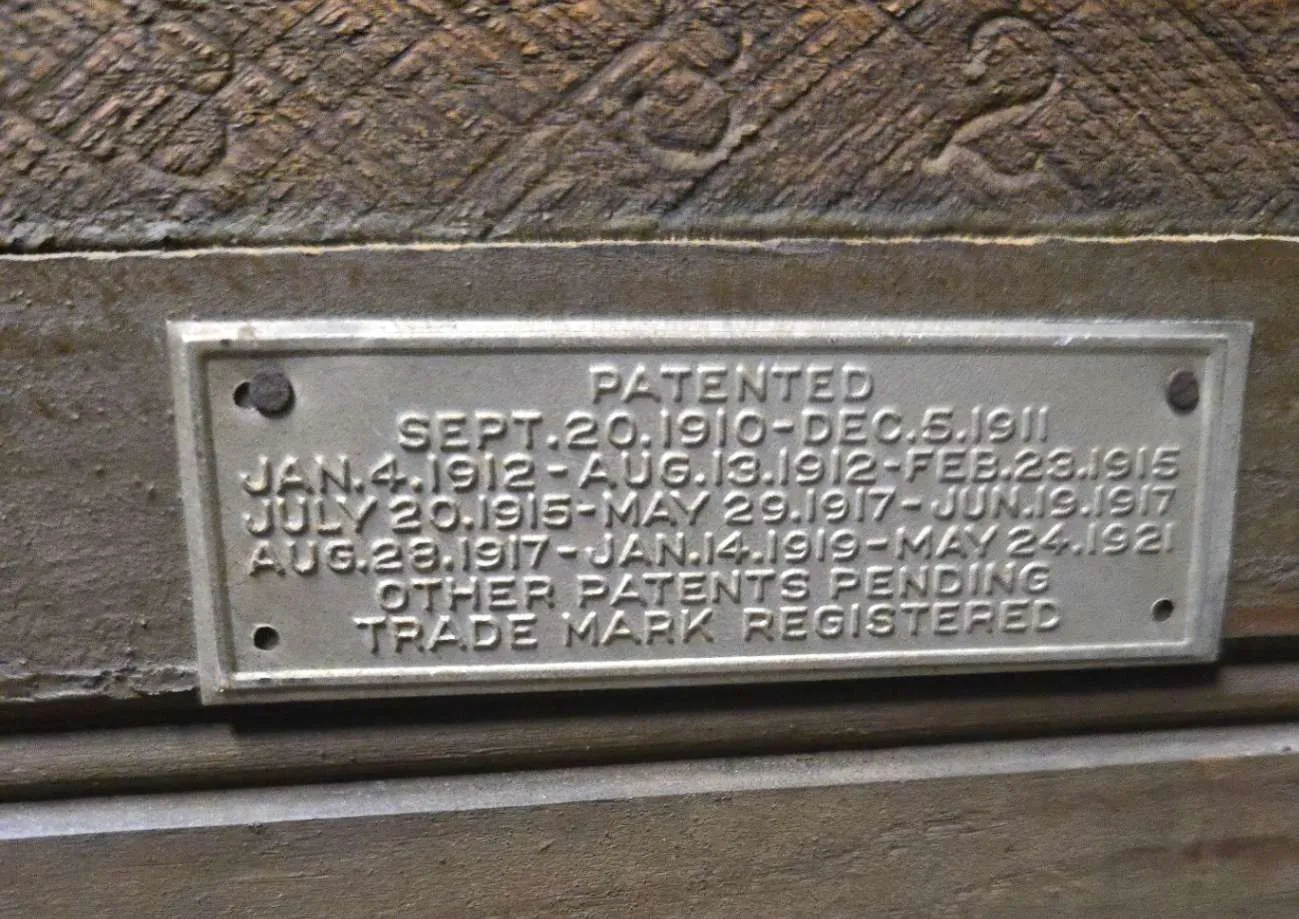 PATENTED
SEPT.20.1910-DEC.5.1911
JAN.4.1912-AUG.13.1912-FEB.23.1915
JULY 20.1915-MAY 29.1917-JUN.19.1917
AUG.28.1917-JAN.14.1919-MAY 24.1921
OTHER PATENTS PENDING
TRADE MARK REGISTERED